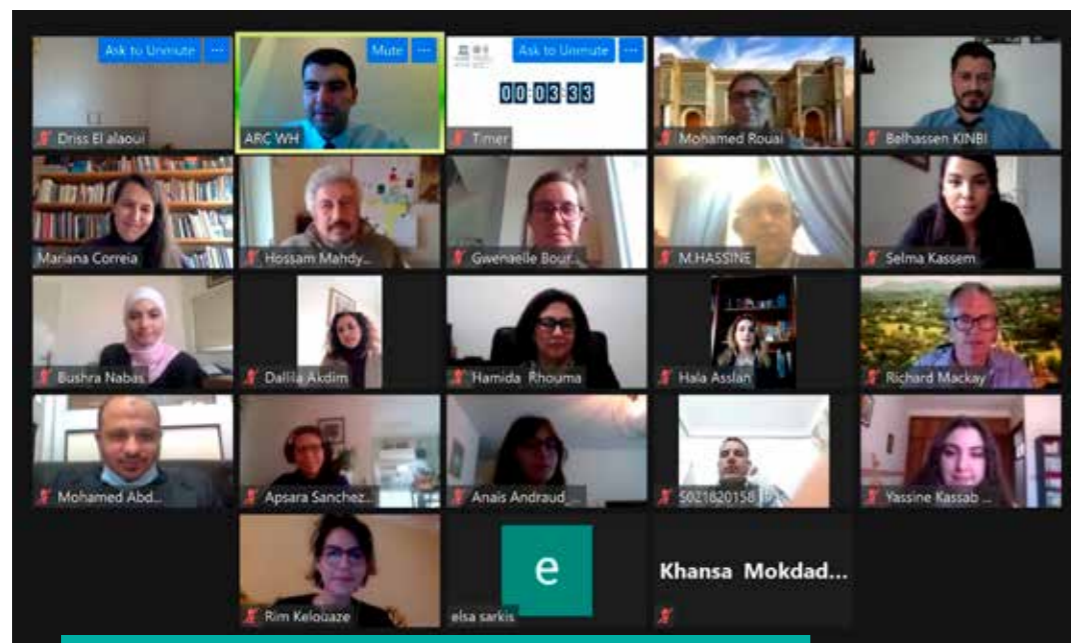 Ask to Unmute ...
Driss El alaoui
Mute ...
ARC WH
Ask to Unmute ...
00:03:33
Timer
Mohamed Rouai
Belhassen KINBI
Mariana Correia
Hossam Mahdy...
Gwenaelle Bour...
M.HASSINE
Selma Kassem
Bushra Nabas
Dallila Akdim
Hamida Rhouma
Hala Asslan
Richard Mackay
Mohamed Abd...
Apsara Sanchez...
Anais Andraud ...
S021820158
Yassine Kassab ...
Rim Kelouaze
e
elsa sarkis
Khansa Mokdad...